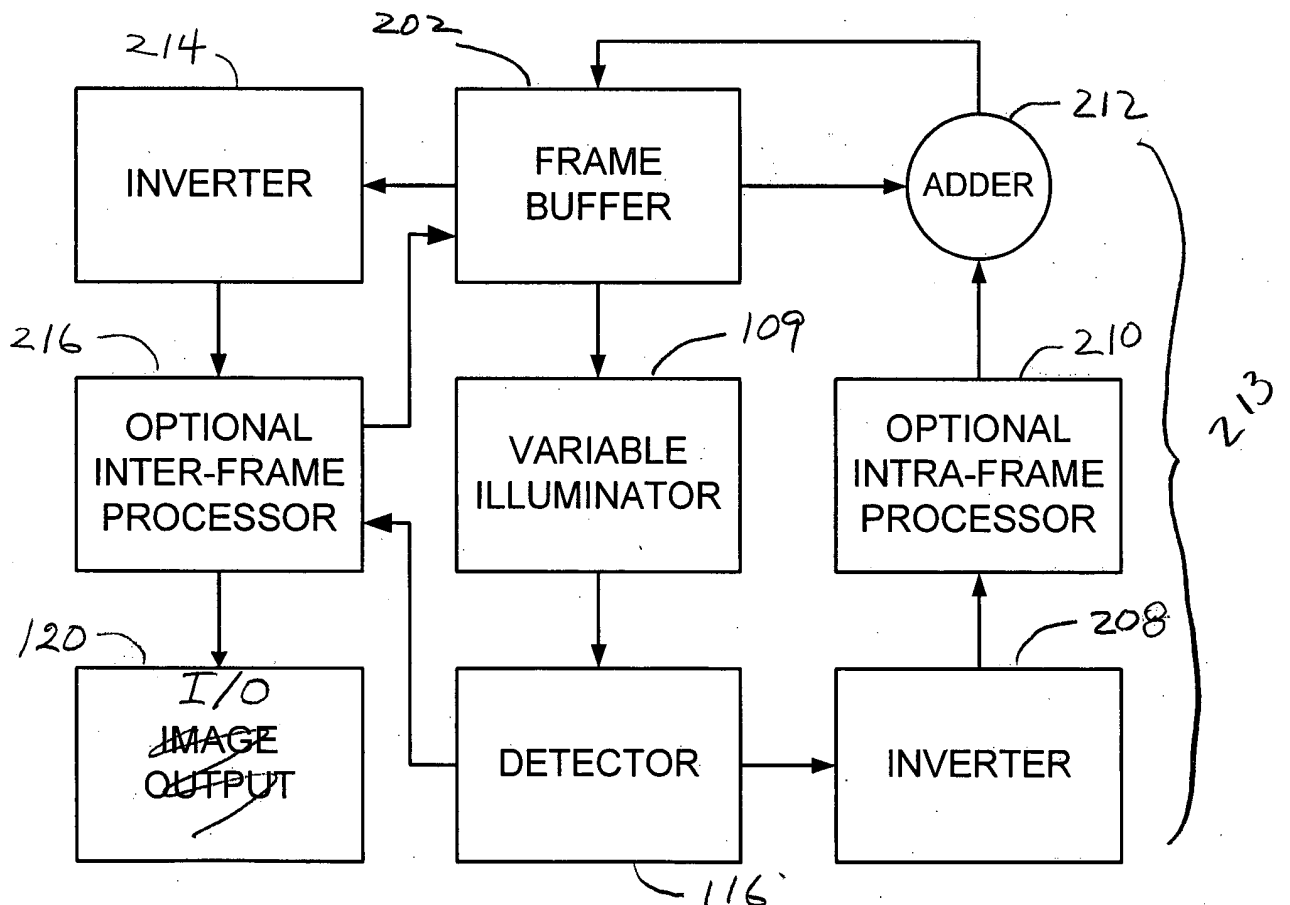 214
202
212
INVERTER
FRAME
BUFFER
ADDER
216
109
210
213
OPTIONAL
INTER-FRAME
PROCESSOR
VARIABLE
ILLUMINATOR
OPTIONAL
INTRA-FRAME
PROCESSOR
120
208
I/O
IMAGE
OUTPUT
DETECTOR
INVERTER
116